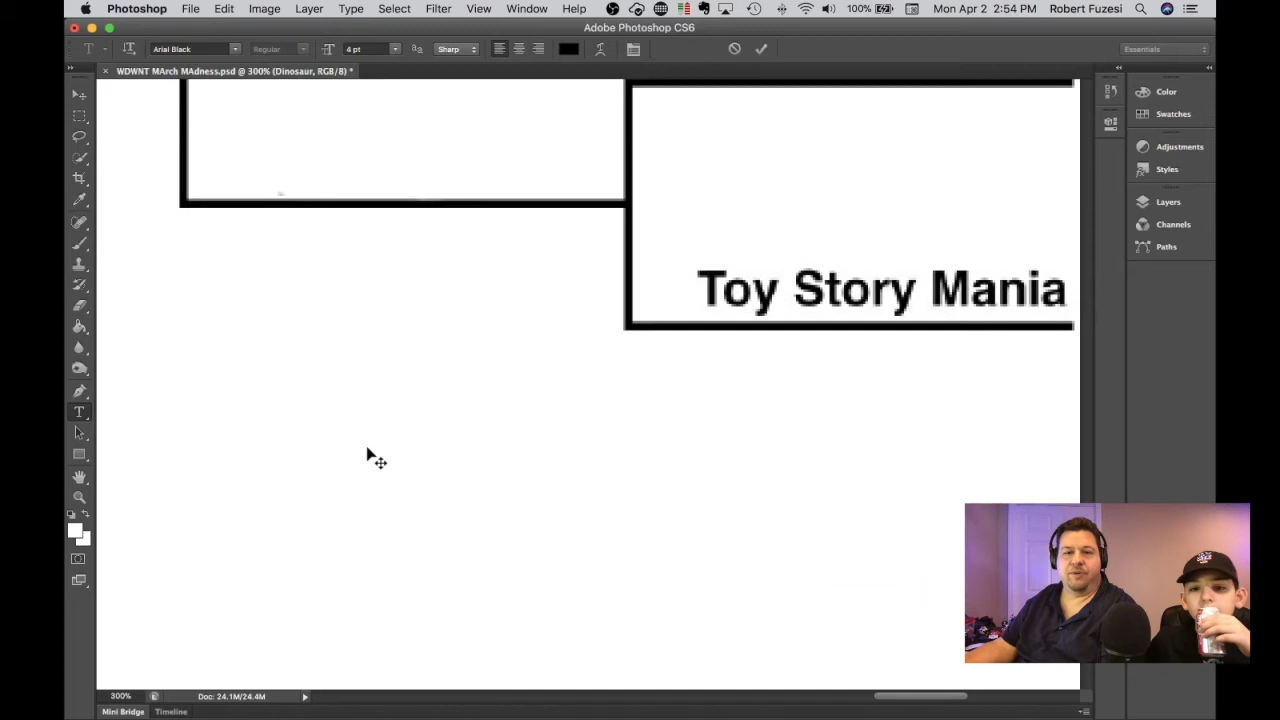 Photoshop File Edit Image Layer Type Select Filter View Window Help 100% Mon Apr 2 2:54 PM Robert Fuzesi
Adobe Photoshop CS6
T Arial Black Regular 4 pt Sharp Essentials
× WDWNT MArch MAdness.psd @ 300% (Dinosaur, RGB/8) *
Color
Swatches
Adjustments
Styles
Layers
Channels
Paths
Toy Story Mania
300% Doc: 24.1M/24.4M
Mini Bridge Timeline